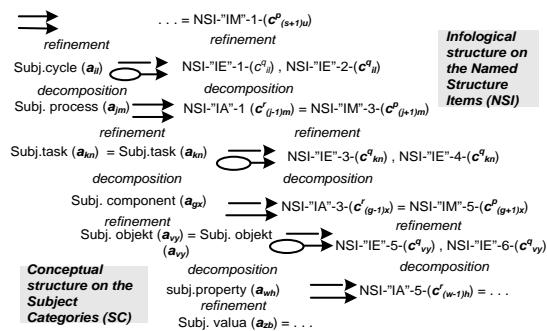 . . . = NSI-"IM"-1-(c^p_(s+1)u)
refinement refinement
Infological structure on the Named Structure Items (NSI)
Subj.cycle (a_il) NSI-"IE"-1-(c^q_il) , NSI-"IE"-2-(c^q_il)
decomposition decomposition
Subj. process (a_jm) NSI-"IA"-1 (c^r_(j-1)m) = NSI-"IM"-3-(c^p_(j+1)m)
refinement refinement
Subj.task (a_kn) = Subj.task (a_kn) NSI-"IE"-3-(c^q_kn) , NSI-"IE"-4-(c^q_kn)
decomposition decomposition
Subj. component (a_gx) NSI-"IA"-3-(c^r_(g-1)x) = NSI-"IM"-5-(c^p_(g+1)x)
refinement refinement
Subj. objekt (a_vy) = Subj. objekt (a_vy) NSI-"IE"-5-(c^q_vy) , NSI-"IE"-6-(c^q_vy)
decomposition decomposition
Conceptual structure on the Subject Categories (SC)
subj.property (a_wh) NSI-"IA"-5-(c^r_(w-1)h) = . . .
refinement
Subj. valua (a_zb) = . . .